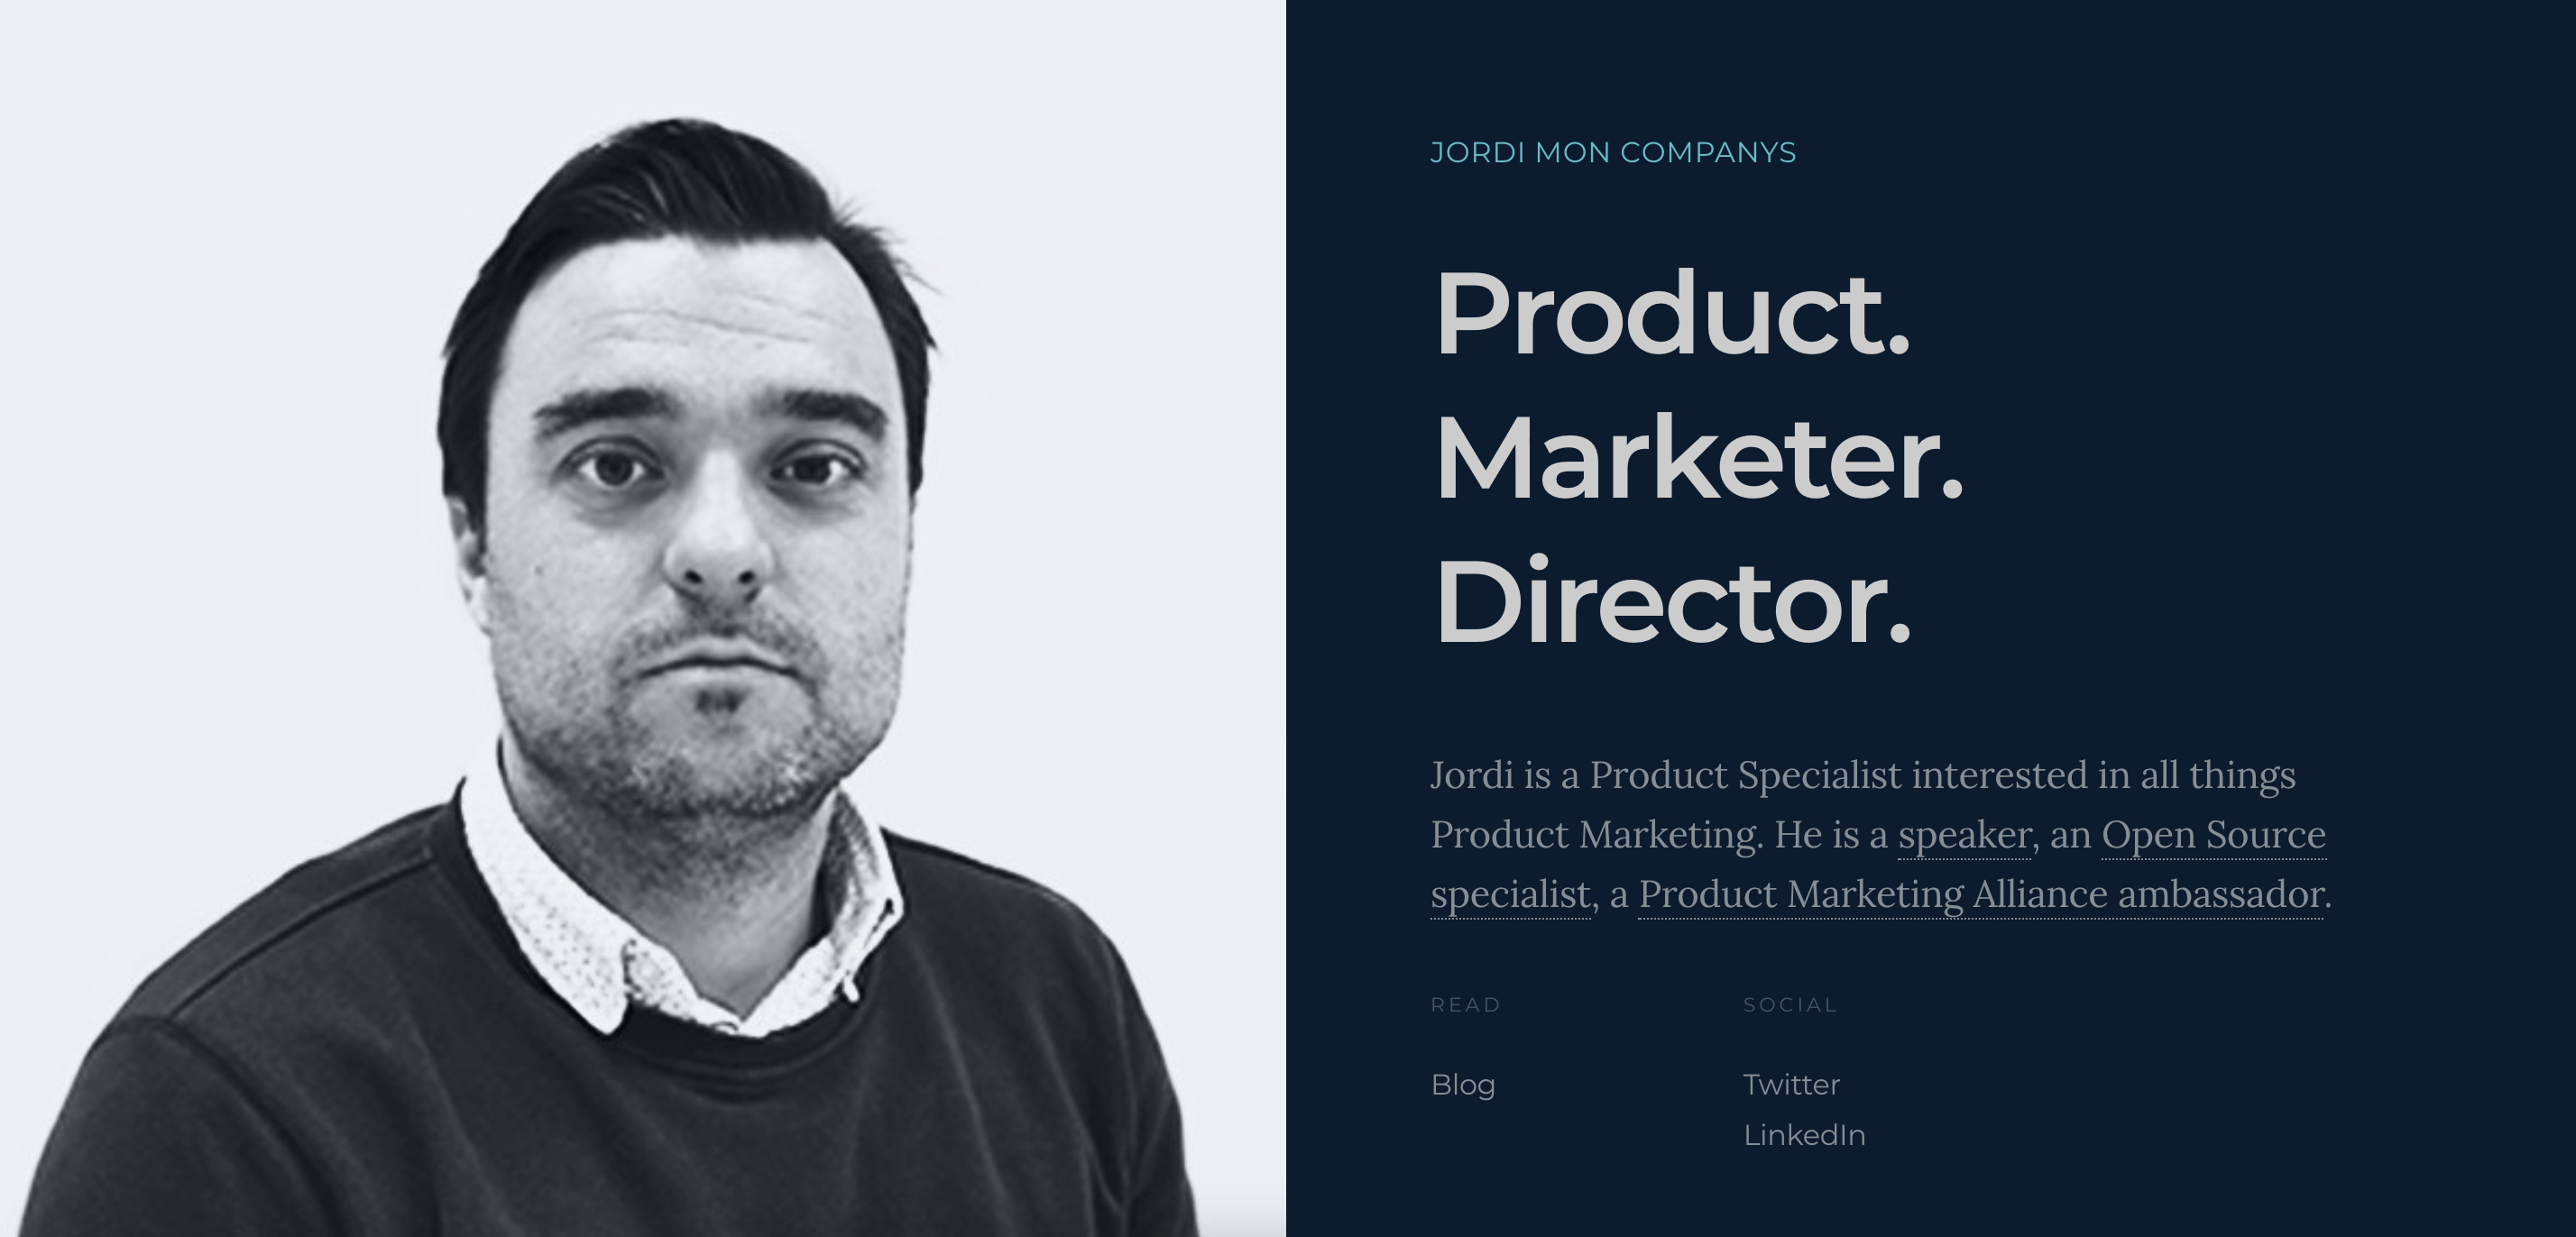 JORDI MON COMPANYS
Product.
Marketer.
Director.
Jordi is a Product Specialist interested in all things
Product Marketing. He is a speaker, an Open Source
specialist, a Product Marketing Alliance ambassador.
READ
SOCIAL
Blog
Twitter
LinkedIn